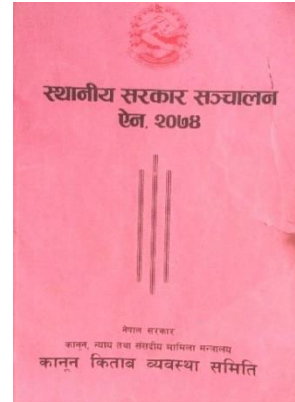 स्थानीय सरकार सञ्चालन
ऐन, २०७४
नेपाल सरकार
कानून, न्याय तथा संसदीय मामिला मन्त्रालय
कानून किताब व्यवस्था समिति